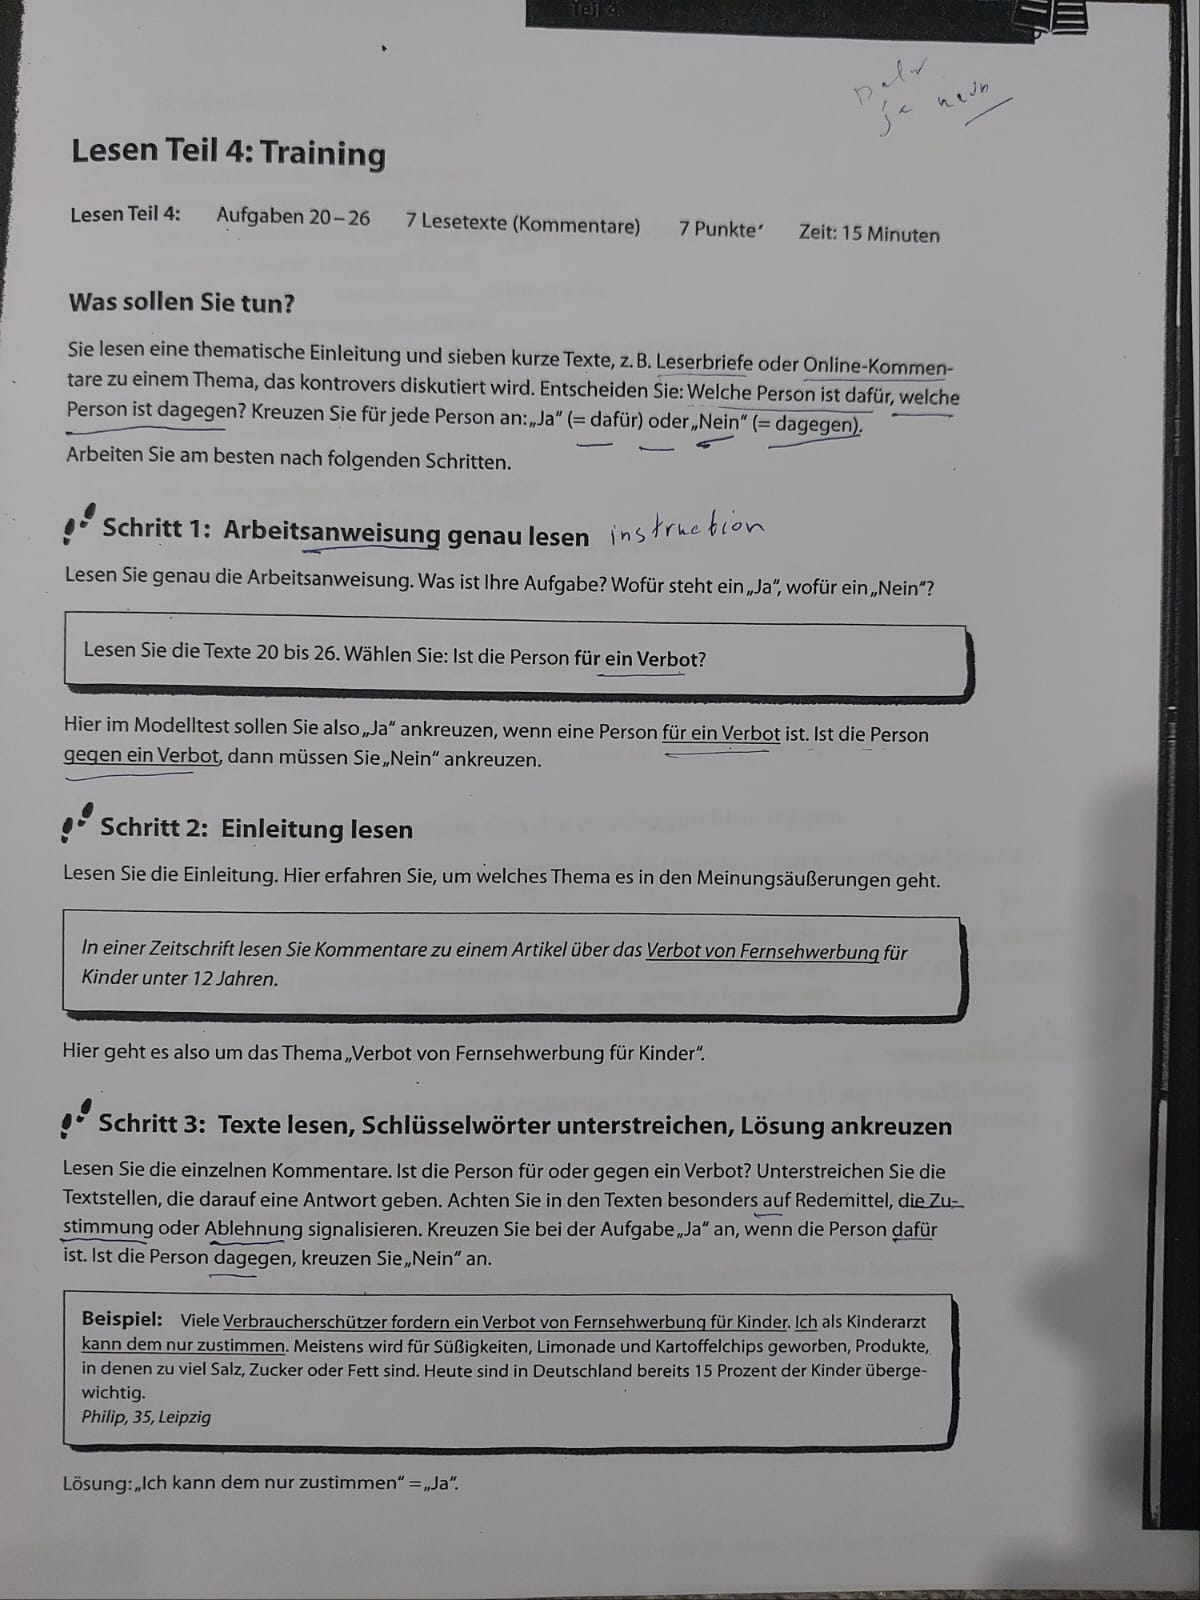 Teil 4
ja nein
Lesen Teil 4: Training
Lesen Teil 4: Aufgaben 20–26 7 Lesetexte (Kommentare) 7 Punkte Zeit: 15 Minuten
Was sollen Sie tun?
Sie lesen eine thematische Einleitung und sieben kurze Texte, z. B. Leserbriefe oder Online-Kommen-
tare zu einem Thema, das kontrovers diskutiert wird. Entscheiden Sie: Welche Person ist dafür, welche
Person ist dagegen? Kreuzen Sie für jede Person an: „Ja“ (= dafür) oder „Nein“ (= dagegen).
Arbeiten Sie am besten nach folgenden Schritten.
Schritt 1: Arbeitsanweisung genau lesen instruction
Lesen Sie genau die Arbeitsanweisung. Was ist Ihre Aufgabe? Wofür steht ein „Ja“, wofür ein „Nein“?
Lesen Sie die Texte 20 bis 26. Wählen Sie: Ist die Person für ein Verbot?
Hier im Modelltest sollen Sie also „Ja“ ankreuzen, wenn eine Person für ein Verbot ist. Ist die Person
gegen ein Verbot, dann müssen Sie „Nein“ ankreuzen.
Schritt 2: Einleitung lesen
Lesen Sie die Einleitung. Hier erfahren Sie, um welches Thema es in den Meinungsäußerungen geht.
In einer Zeitschrift lesen Sie Kommentare zu einem Artikel über das Verbot von Fernsehwerbung für
Kinder unter 12 Jahren.
Hier geht es also um das Thema „Verbot von Fernsehwerbung für Kinder“.
Schritt 3: Texte lesen, Schlüsselwörter unterstreichen, Lösung ankreuzen
Lesen Sie die einzelnen Kommentare. Ist die Person für oder gegen ein Verbot? Unterstreichen Sie die
Textstellen, die darauf eine Antwort geben. Achten Sie in den Texten besonders auf Redemittel, die Zu-
stimmung oder Ablehnung signalisieren. Kreuzen Sie bei der Aufgabe „Ja“ an, wenn die Person dafür
ist. Ist die Person dagegen, kreuzen Sie „Nein“ an.
Beispiel: Viele Verbraucherschützer fordern ein Verbot von Fernsehwerbung für Kinder. Ich als Kinderarzt
kann dem nur zustimmen. Meistens wird für Süßigkeiten, Limonade und Kartoffelchips geworben, Produkte,
in denen zu viel Salz, Zucker oder Fett sind. Heute sind in Deutschland bereits 15 Prozent der Kinder überge-
wichtig.
Philip, 35, Leipzig
Lösung: „Ich kann dem nur zustimmen“ = „Ja“.